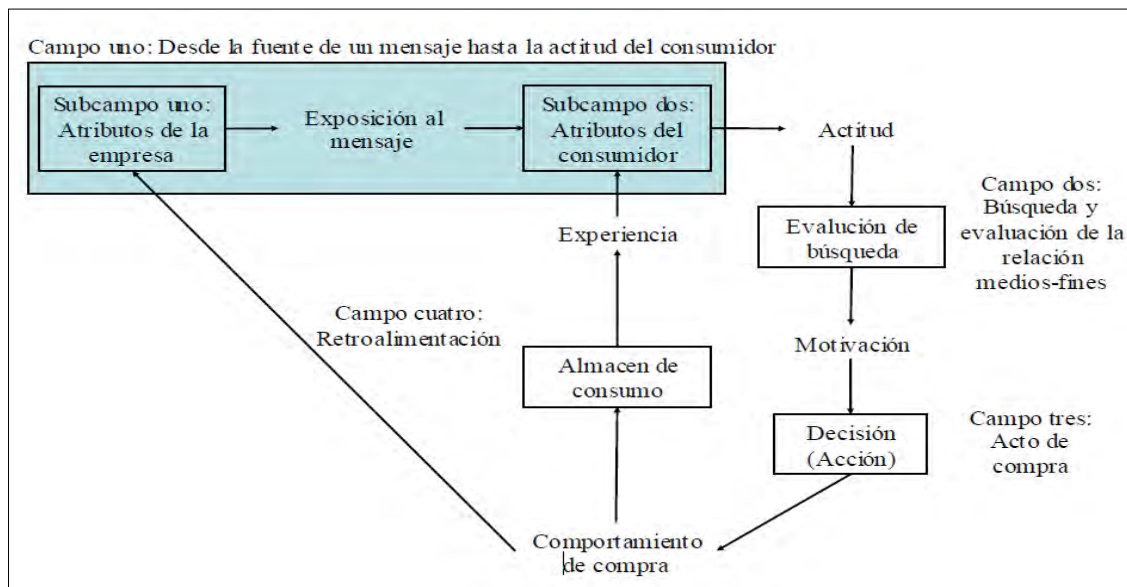 Campo uno: Desde la fuente de un mensaje hasta la actitud del consumidor
Subcampo uno:
Atributos de la
empresa
Exposición al
mensaje
Subcampo dos:
Atributos del
consumidor
Actitud
Evalución de
búsqueda
Campo dos:
Búsqueda y
evaluación de la
relación
medios-fines
Experiencia
Campo cuatro:
Retroalimentación
Motivación
Almacen de
consumo
Decisión
(Acción)
Campo tres:
Acto de
compra
Comportamiento
de compra